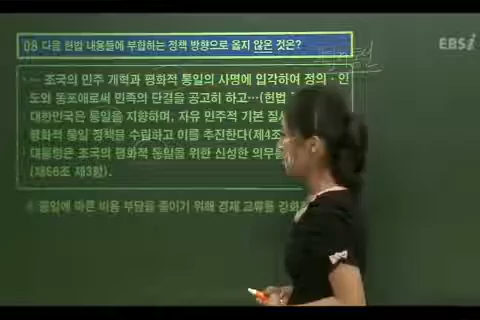 08 다음 헌법 내용들에 부합하는 정책 방향으로 옳지 않은 것은?
EBSi
··· 조국의 민주 개혁과 평화적 통일의 사명에 입각하여 정의·인
도와 동포애로써 민족의 단결을 공고히 하고…(헌법
대한민국은 통일을 지향하며, 자유 민주적 기본 질서
평화적 통일 정책을 수립하고 이를 추진한다(제4조
대통령은 조국의 평화적 통일을 위한 신성한 의무를
(제66조 제3항).
통일에 따른 비용 부담을 줄이기 위해 경제 교류를 강화